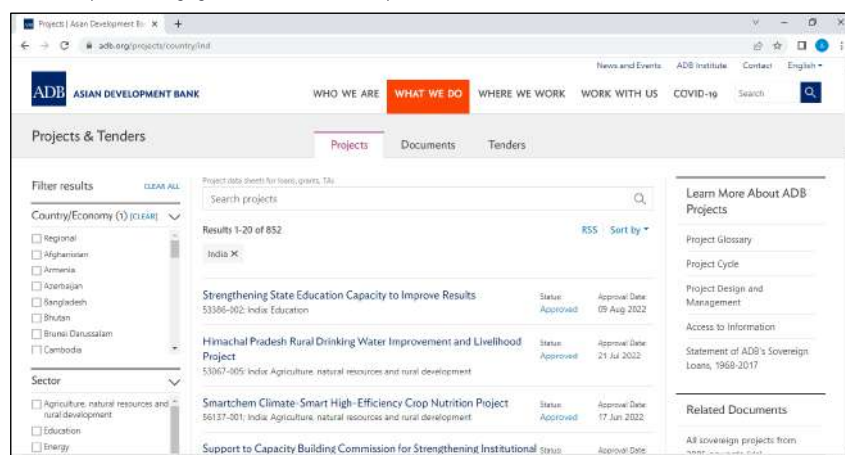 Projects | Asian Development Ba
adb.org/projects/country/ind
News and Events ADB Institute Contact English
ADB ASIAN DEVELOPMENT BANK
WHO WE ARE WHAT WE DO WHERE WE WORK WORK WITH US COVID-19 Search
Projects & Tenders
Projects Documents Tenders
Filter results CLEAR ALL
Country/Economy (1) [CLEAR]
Regional
Afghanistan
Armenia
Azerbaijan
Bangladesh
Bhutan
Brunei Darussalam
Cambodia
Sector
Agriculture, natural resources and
rural development
Education
Energy
Project data sheets for loans, grants, TAs
Search projects
Results 1-20 of 852 RSS Sort by
India X
Strengthening State Education Capacity to Improve Results
53386-002; India; Education
Status: Approved
Approval Date: 09 Aug 2022
Himachal Pradesh Rural Drinking Water Improvement and Livelihood
Project
53067-005; India; Agriculture, natural resources and rural development
Status: Approved
Approval Date: 21 Jul 2022
Smartchem Climate-Smart High-Efficiency Crop Nutrition Project
56137-001; India; Agriculture, natural resources and rural development
Status: Approved
Approval Date: 17 Jun 2022
Support to Capacity Building Commission for Strengthening Institutional
Status: Approval Date:
Learn More About ADB
Projects
Project Glossary
Project Cycle
Project Design and
Management
Access to Information
Statement of ADB's Sovereign
Loans, 1968-2017
Related Documents
All sovereign projects from